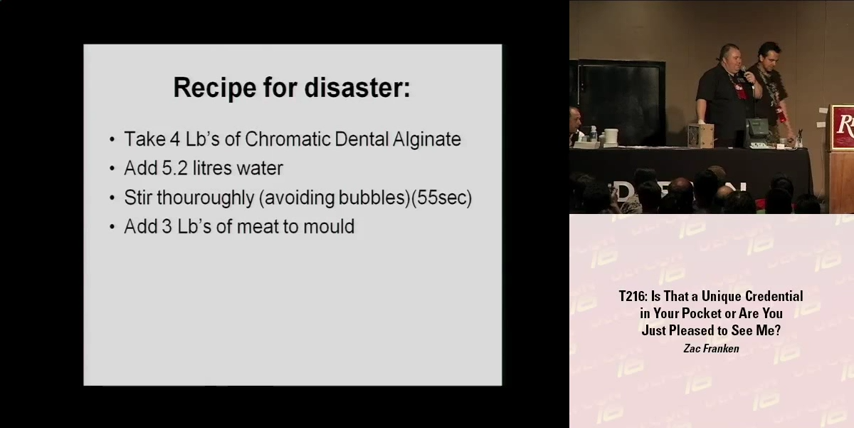 Recipe for disaster:
• Take 4 Lb's of Chromatic Dental Alginate
• Add 5.2 litres water
• Stir thouroughly (avoiding bubbles)(55sec)
• Add 3 Lb's of meat to mould
T216: Is That a Unique Credential
in Your Pocket or Are You
Just Pleased to See Me?
Zac Franken